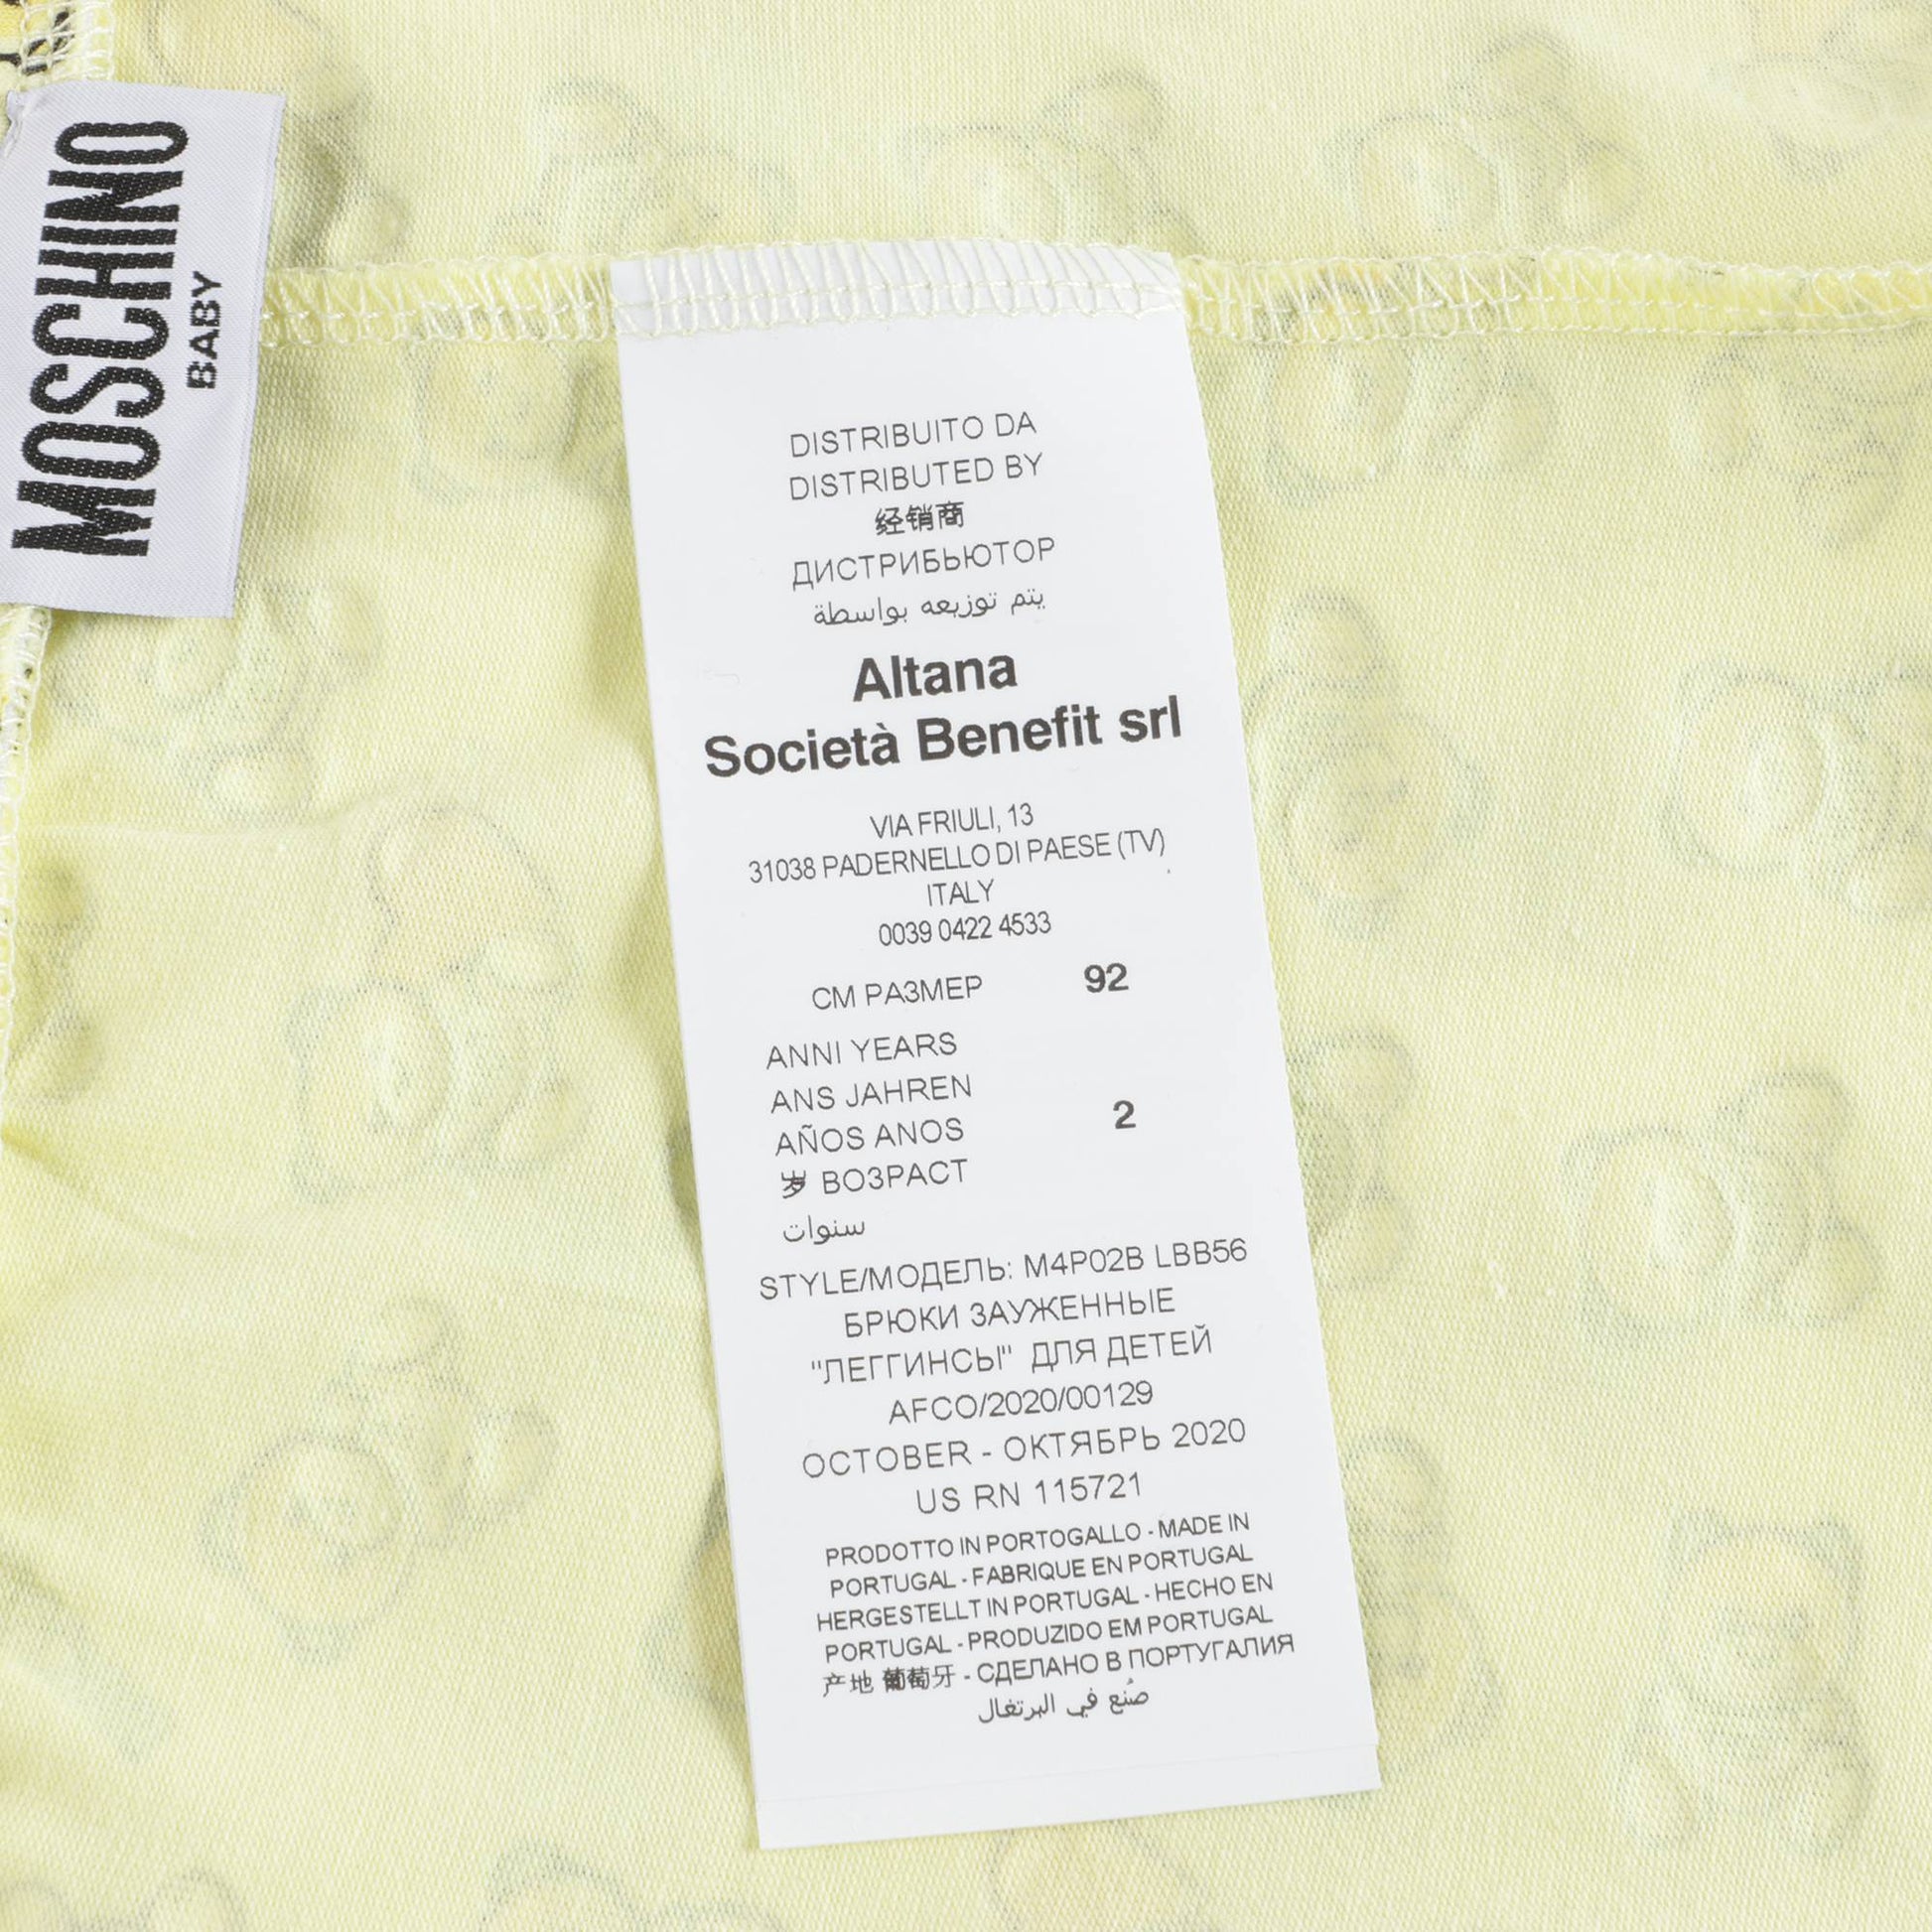 MOSCHINO
BABY
DISTRIBUITO DA
DISTRIBUTED BY
经销商
ДИСТРИБЬЮТОР
يتم توزيعه بواسطة
Altana
Società Benefit srl
VIA FRIULI, 13
31038 PADERNELLO DI PAESE (TV)
ITALY
0039 0422 4533
СМ РАЗМЕР 92
ANNI YEARS
ANS JAHREN
AÑOS ANOS 2
岁 ВОЗРАСТ
سنوات
STYLE/МОДЕЛЬ: M4P02B LBB56
БРЮКИ ЗАУЖЕННЫЕ
"ЛЕГГИНСЫ" ДЛЯ ДЕТЕЙ
AFCO/2020/00129
OCTOBER - ОКТЯБРЬ 2020
US RN 115721
PRODOTTO IN PORTOGALLO - MADE IN
PORTUGAL - FABRIQUE EN PORTUGAL
HERGESTELLT IN PORTUGAL - HECHO EN
PORTUGAL - PRODUZIDO EM PORTUGAL
产地 葡萄牙 - СДЕЛАНО В ПОРТУГАЛИЯ
صُنع في البرتغال